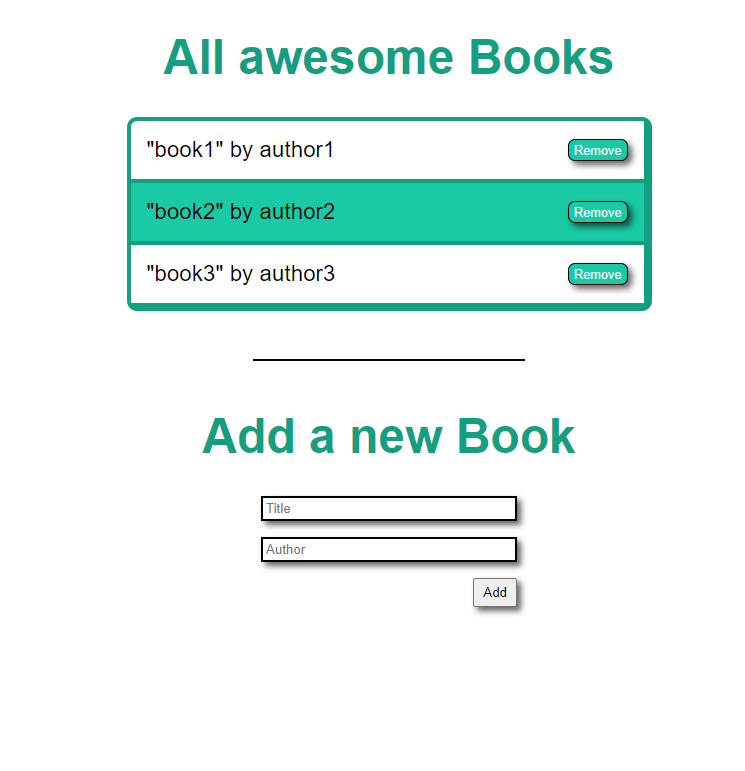 All awesome Books
"book1" by author1 Remove
"book2" by author2 Remove
"book3" by author3 Remove
Add a new Book
Title
Author
Add